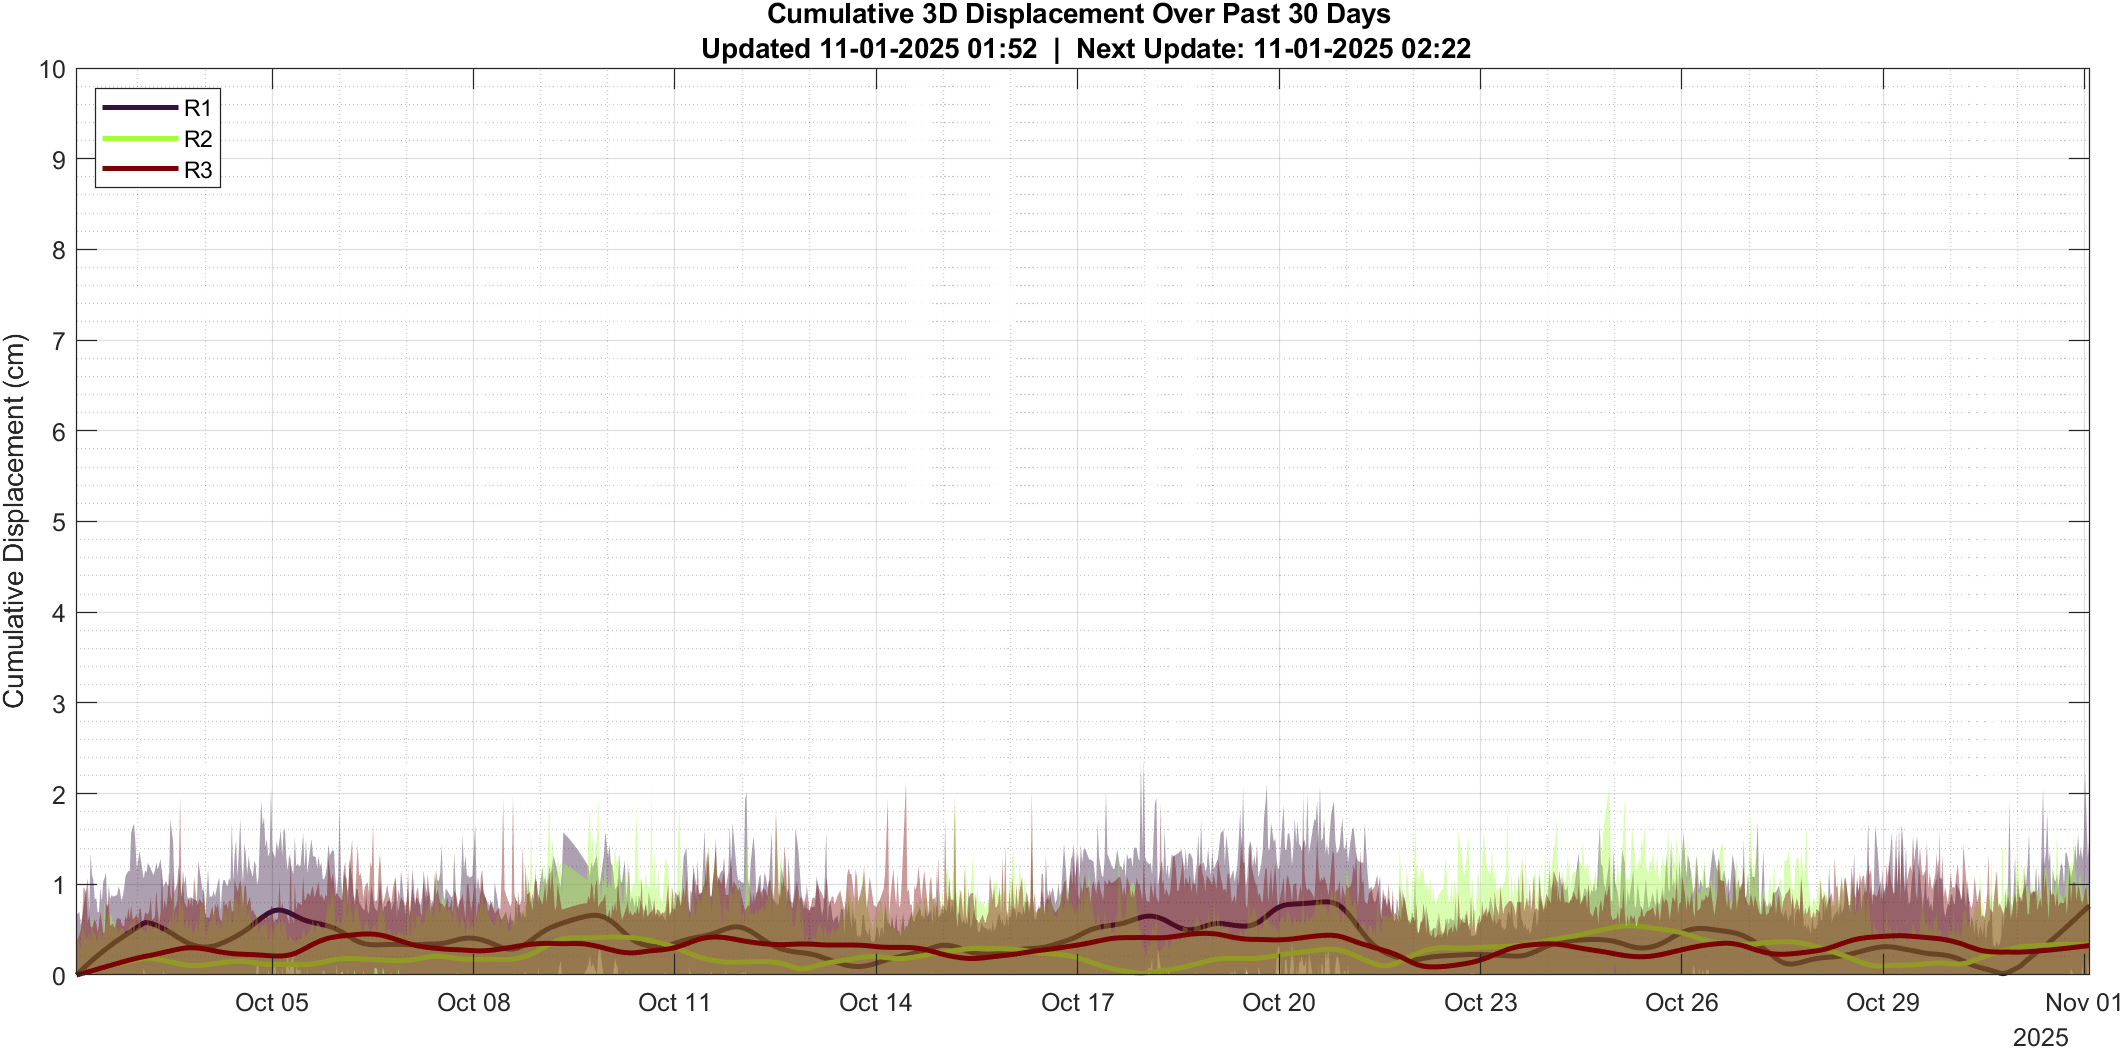 Cumulative 3D Displacement Over Past 30 Days
Updated 11-01-2025 01:52 | Next Update: 11-01-2025 02:22
Cumulative Displacement (cm)
10
9
8
7
6
5
4
3
2
1
0
R1
R2
R3
Oct 05
Oct 08
Oct 11
Oct 14
Oct 17
Oct 20
Oct 23
Oct 26
Oct 29
Nov 01
2025